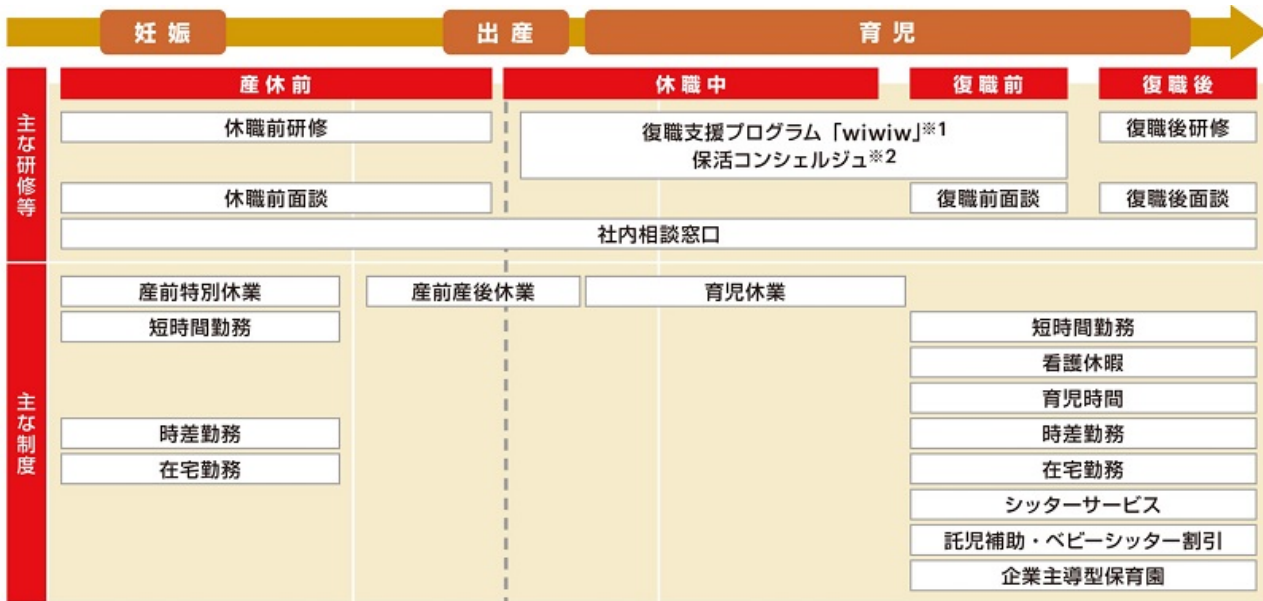 妊娠
出産
育児
産休前
休職中
復職前
復職後
主な研修等
休職前研修
復職支援プログラム「wiwiw」※1
保活コンシェルジュ※2
復職後研修
休職前面談
復職前面談
復職後面談
社内相談窓口
主な制度
産前特別休業
産前産後休業
育児休業
短時間勤務
短時間勤務
看護休暇
育児時間
時差勤務
時差勤務
在宅勤務
在宅勤務
シッターサービス
託児補助・ベビーシッター割引
企業主導型保育園